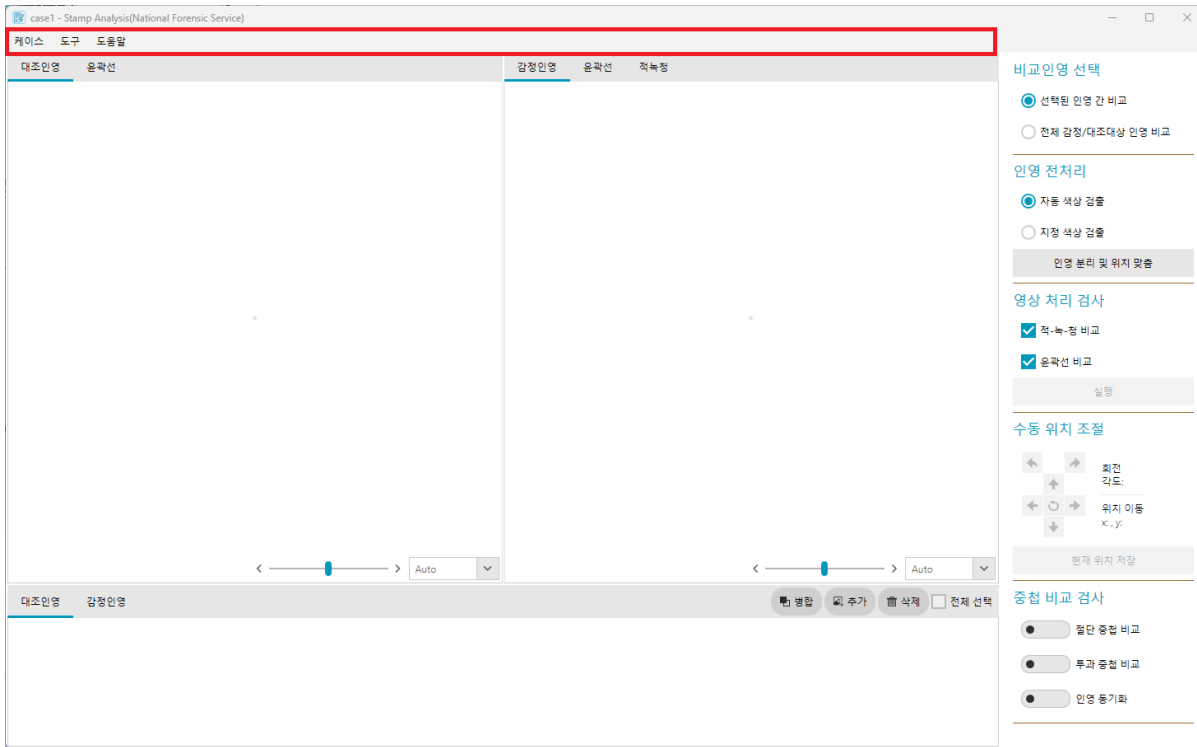 case1 - Stamp Analysis(National Forensic Service)
케이스 도구 도움말
대조인영 윤곽선
감정인영 윤곽선 적녹청
Auto
Auto
대조인영 감정인영
병합 추가 삭제 전체 선택
비교인영 선택
선택된 인영 간 비교
전체 감정/대조대상 인영 비교
인영 전처리
자동 색상 검출
지정 색상 검출
인영 분리 및 위치 맞춤
영상 처리 검사
적-녹-청 비교
윤곽선 비교
실행
수동 위치 조절
회전
각도:
위치 이동
x: , y:
현재 위치 저장
중첩 비교 검사
절단 중첩 비교
투과 중첩 비교
인영 동기화